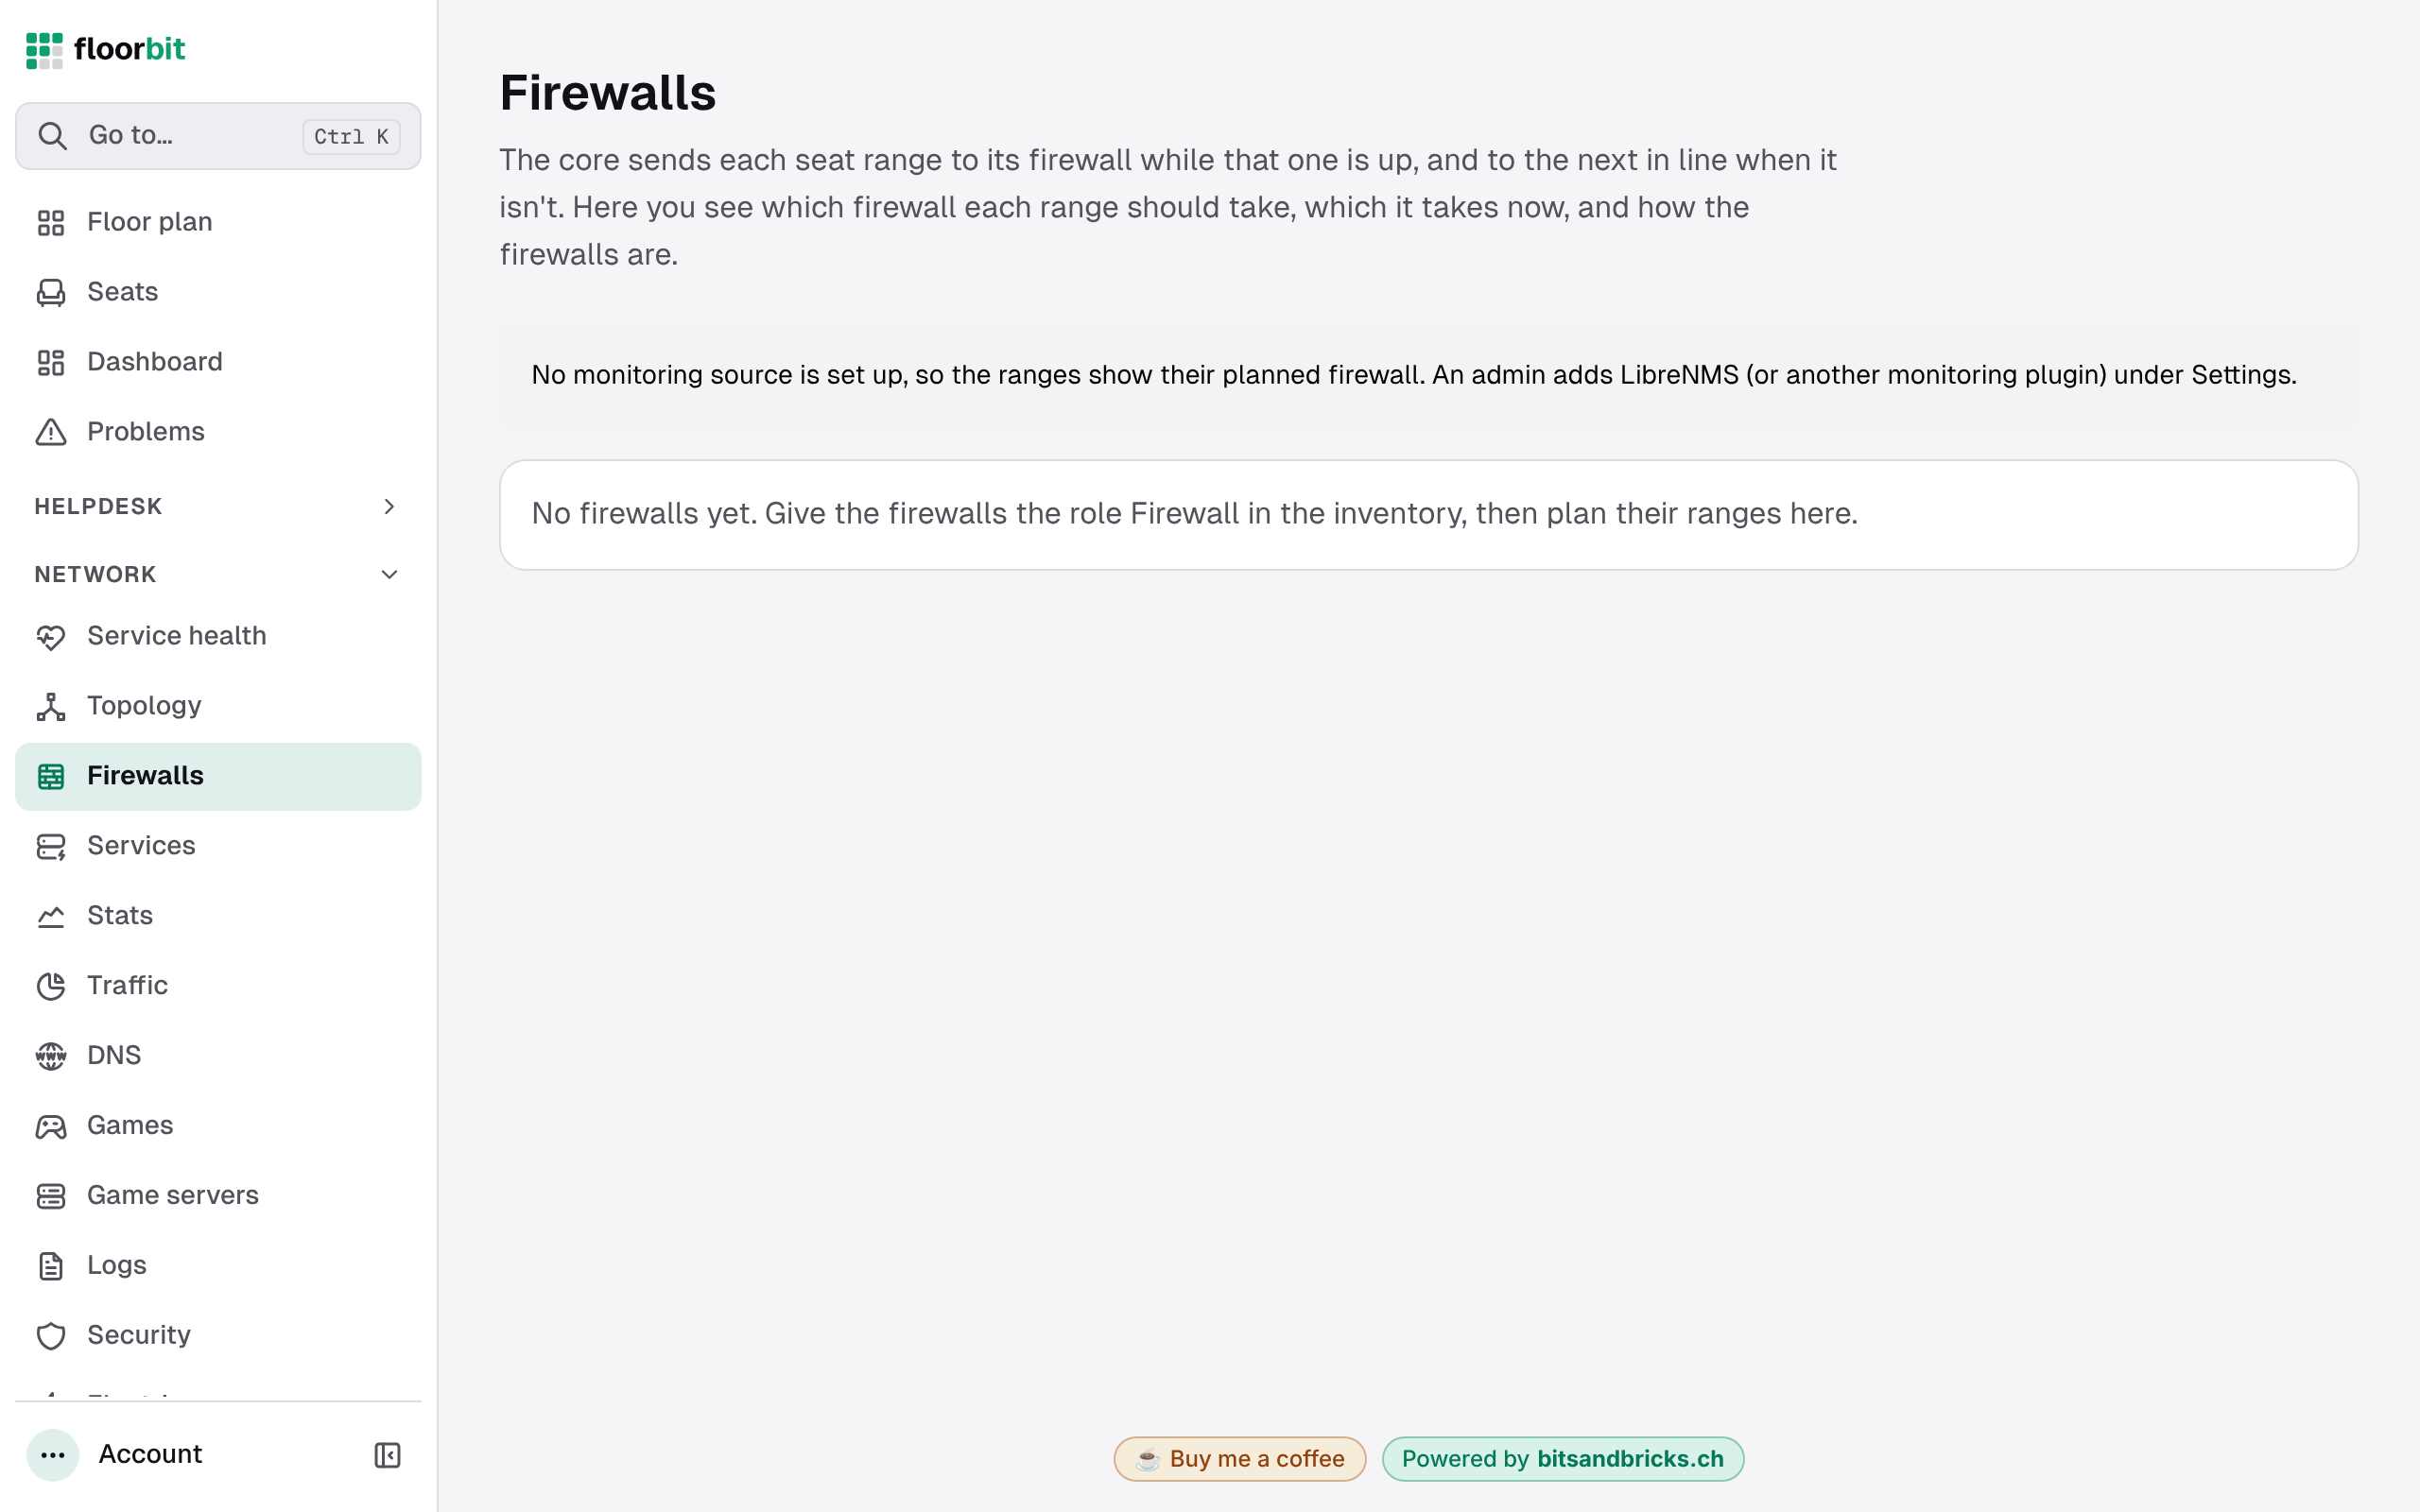 floorbit
Go to...
Ctrl K
Floor plan
Seats
Dashboard
Problems
HELPDESK
NETWORK
Service health
Topology
Firewalls
Services
Stats
Traffic
DNS
Games
Game servers
Logs
Security
Account
Firewalls
The core sends each seat range to its firewall while that one is up, and to the next in line when it
isn't. Here you see which firewall each range should take, which it takes now, and how the
firewalls are.
No monitoring source is set up, so the ranges show their planned firewall. An admin adds LibreNMS (or another monitoring plugin) under Settings.
No firewalls yet. Give the firewalls the role Firewall in the inventory, then plan their ranges here.
Buy me a coffee
Powered by bitsandbricks.ch